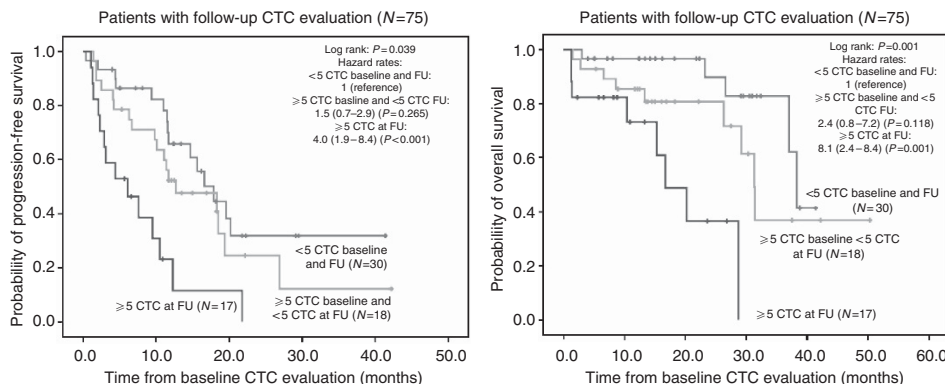 Patients with follow-up CTC evaluation (N=75)
Log rank: P=0.039
Hazard rates:
<5 CTC baseline and FU:
1 (reference)
⩾5 CTC baseline and <5 CTC FU:
1.5 (0.7–2.9) (P=0.265)
⩾5 CTC at FU:
4.0 (1.9–8.4) (P<0.001)
Probability of progression-free survival
1.0
0.8
0.6
0.4
0.2
0.0
<5 CTC baseline
and FU (N=30)
⩾5 CTC at FU (N=17)
⩾5 CTC baseline and
<5 CTC at FU (N=18)
0.0 10.0 20.0 30.0 40.0 50.0
Time from baseline CTC evaluation (months)
Patients with follow-up CTC evaluation (N=75)
Log rank: P=0.001
Hazard rates:
<5 CTC baseline and FU:
1 (reference)
⩾5 CTC baseline and <5
CTC FU:
2.4 (0.8–7.2) (P=0.118)
⩾5 CTC at FU:
8.1 (2.4–8.4) (P=0.001)
Probability of overall survival
1.0
0.8
0.6
0.4
0.2
0.0
<5 CTC baseline and FU
(N=30)
⩾5 CTC baseline <5 CTC
at FU (N=18)
⩾5 CTC at FU (N=17)
0.0 10.0 20.0 30.0 40.0 50.0 60.0
Time from baseline CTC evaluation (months)